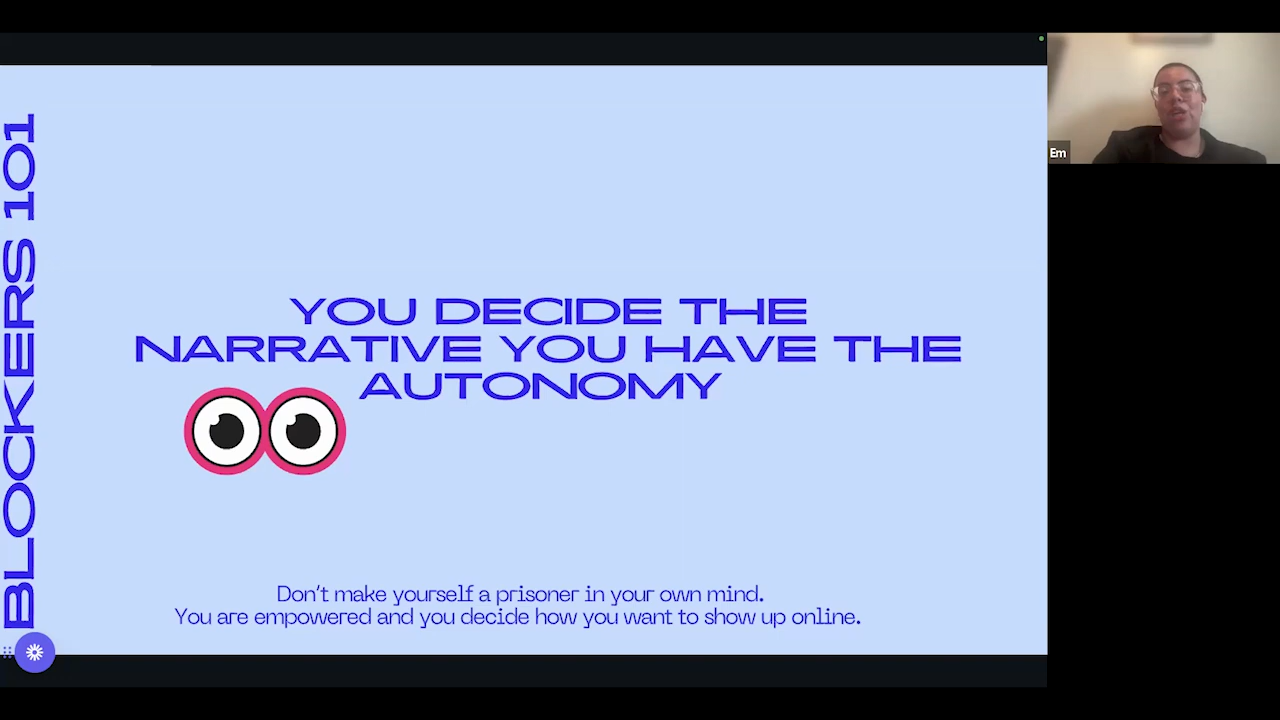 BLOCKERS 101
YOU DECIDE THE
NARRATIVE YOU HAVE THE
AUTONOMY
Don't make yourself a prisoner in your own mind.
You are empowered and you decide how you want to show up online.
Em